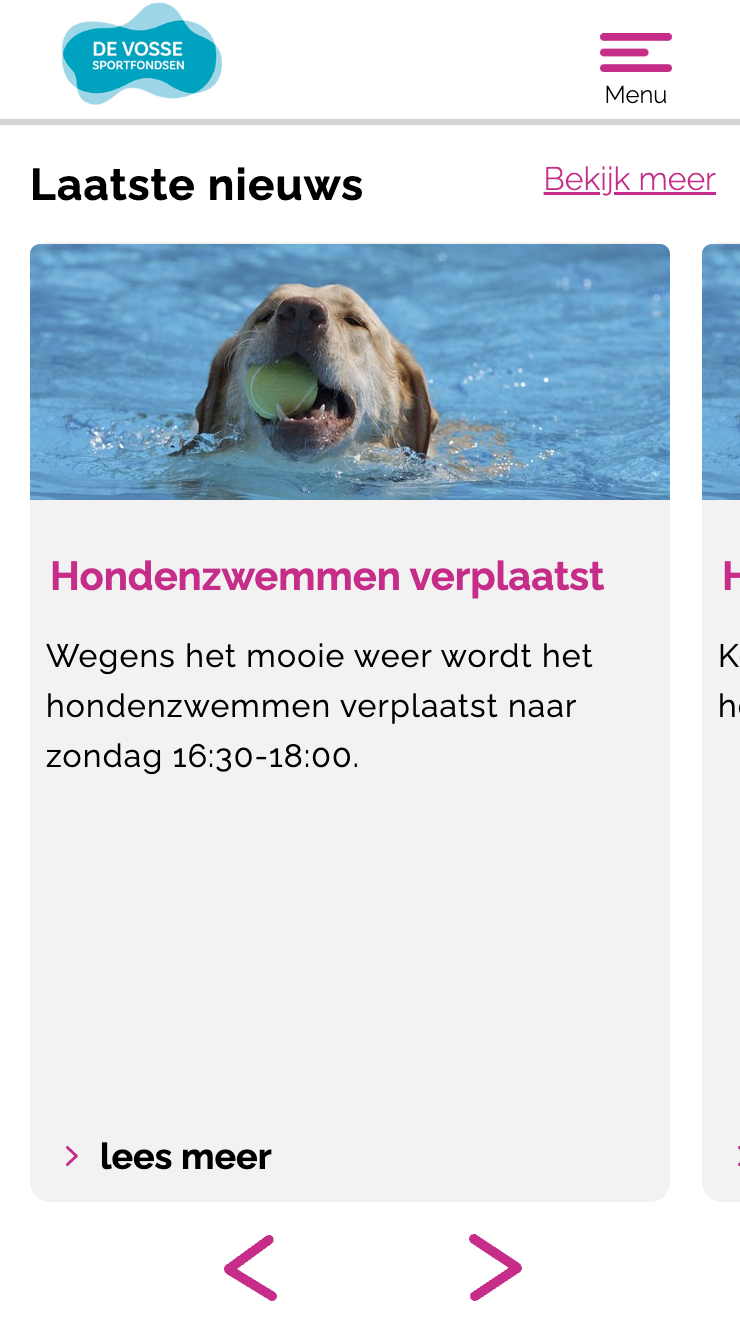 DE VOSSE
SPORTFONDSEN
Menu
Laatste nieuws
Bekijk meer
Hondenzwemmen verplaatst
Wegens het mooie weer wordt het
hondenzwemmen verplaatst naar
zondag 16:30-18:00.
lees meer